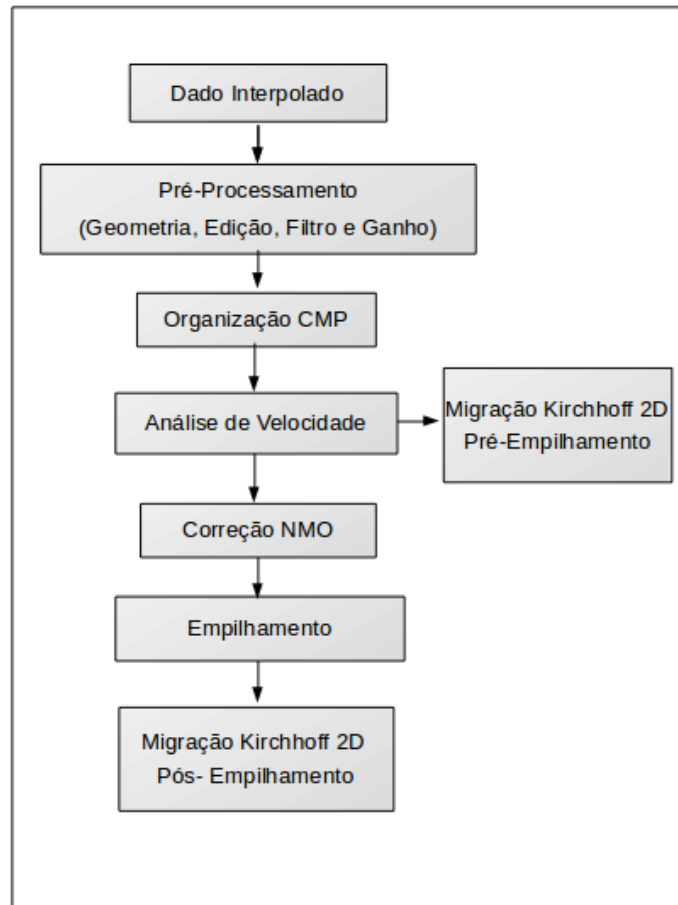 Dado Interpolado
Pré-Processamento
(Geometria, Edição, Filtro e Ganho)
Organização CMP
Análise de Velocidade
Migração Kirchhoff 2D
Pré-Empilhamento
Correção NMO
Empilhamento
Migração Kirchhoff 2D
Pós- Empilhamento